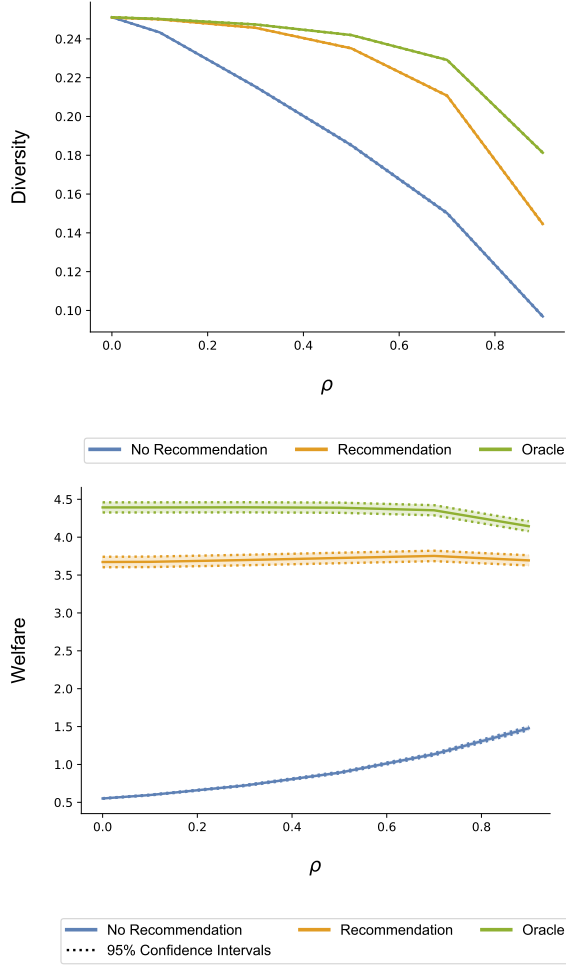 0.24
0.22
0.20
0.18
0.16
0.14
0.12
0.10
Diversity
0.0 0.2 0.4 0.6 0.8
ρ
No Recommendation Recommendation Oracle
4.5
4.0
3.5
3.0
2.5
2.0
1.5
1.0
0.5
Welfare
0.0 0.2 0.4 0.6 0.8
ρ
No Recommendation Recommendation Oracle
95% Confidence Intervals